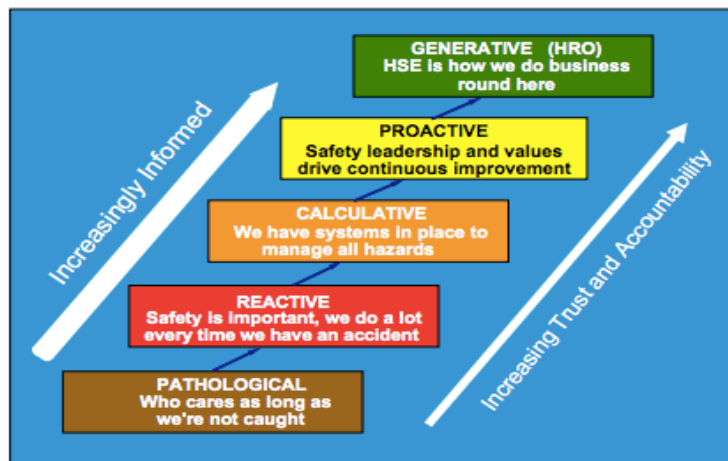 GENERATIVE (HRO)
HSE is how we do business
round here
PROACTIVE
Safety leadership and values
drive continuous improvement
CALCULATIVE
We have systems in place to
manage all hazards
REACTIVE
Safety is important, we do a lot
every time we have an accident
PATHOLOGICAL
Who cares as long as
we're not caught
Increasingly Informed
Increasing Trust and Accountability